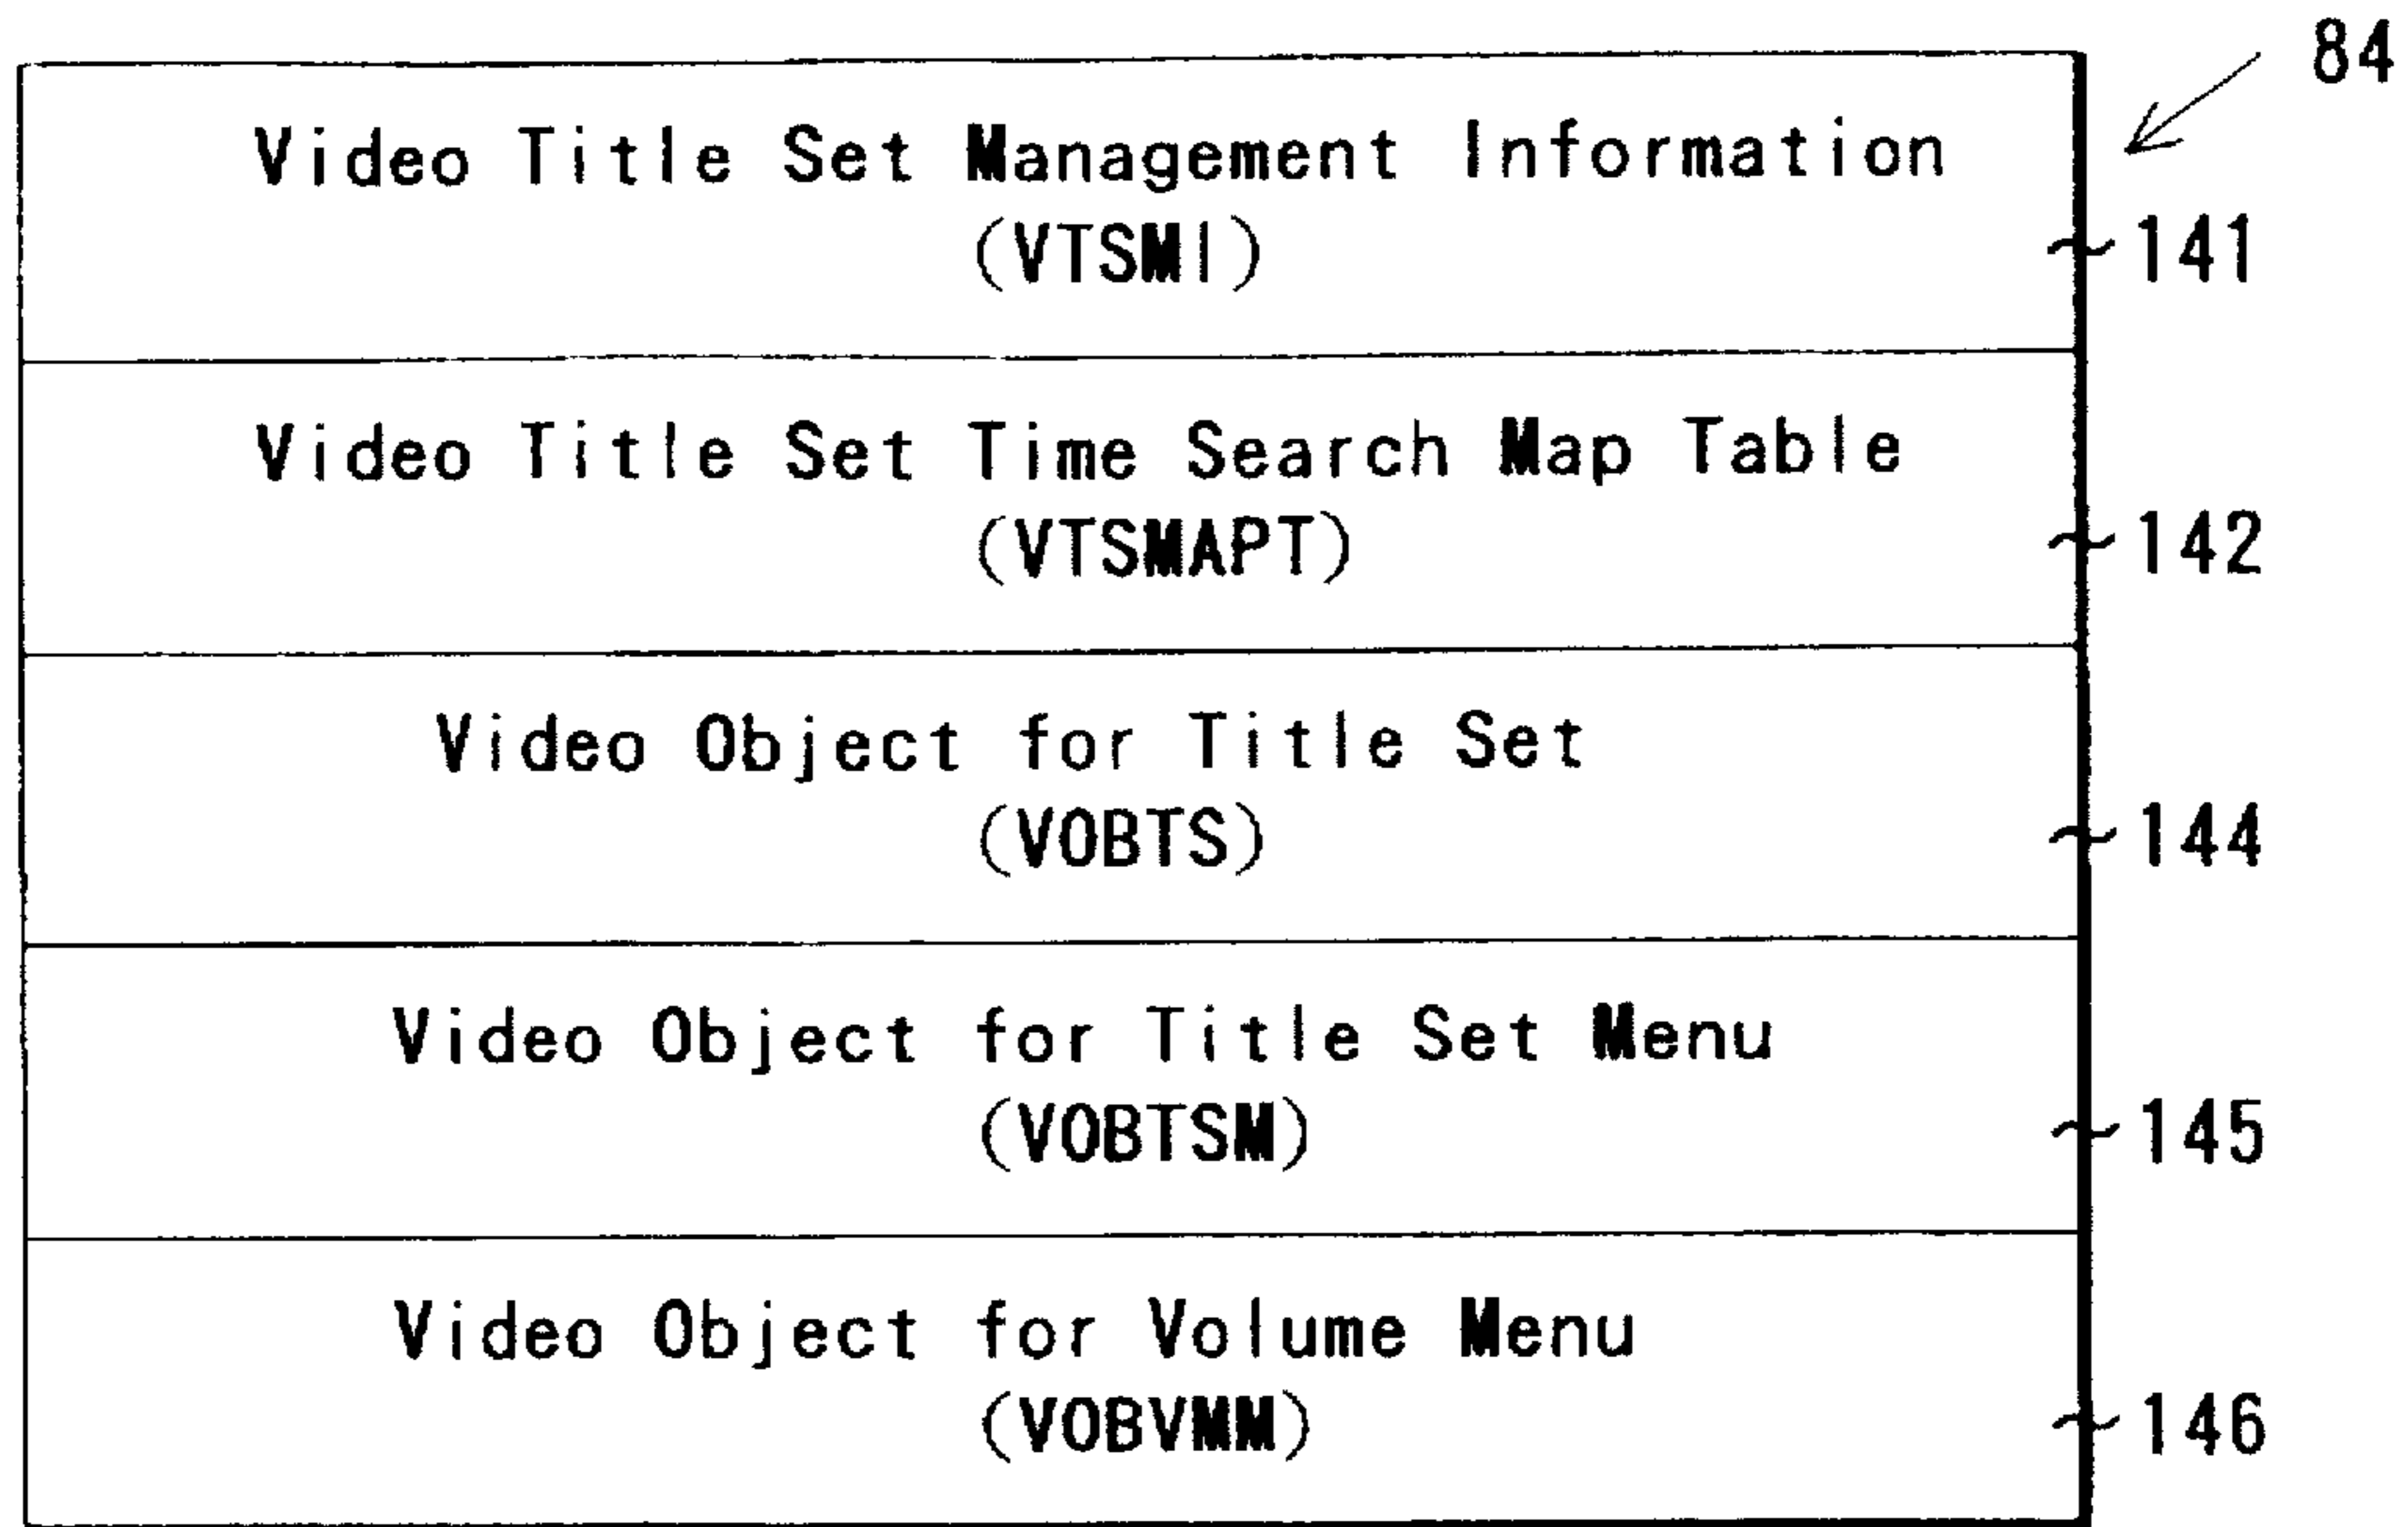 84
Video Title Set Management Information
(VTSMI)
141
Video Title Set Time Search Map Table
(VTSMAPT)
142
Video Object for Title Set
(VOBTS)
144
Video Object for Title Set Menu
(VOBTSM)
145
Video Object for Volume Menu
(VOBVMM)
146